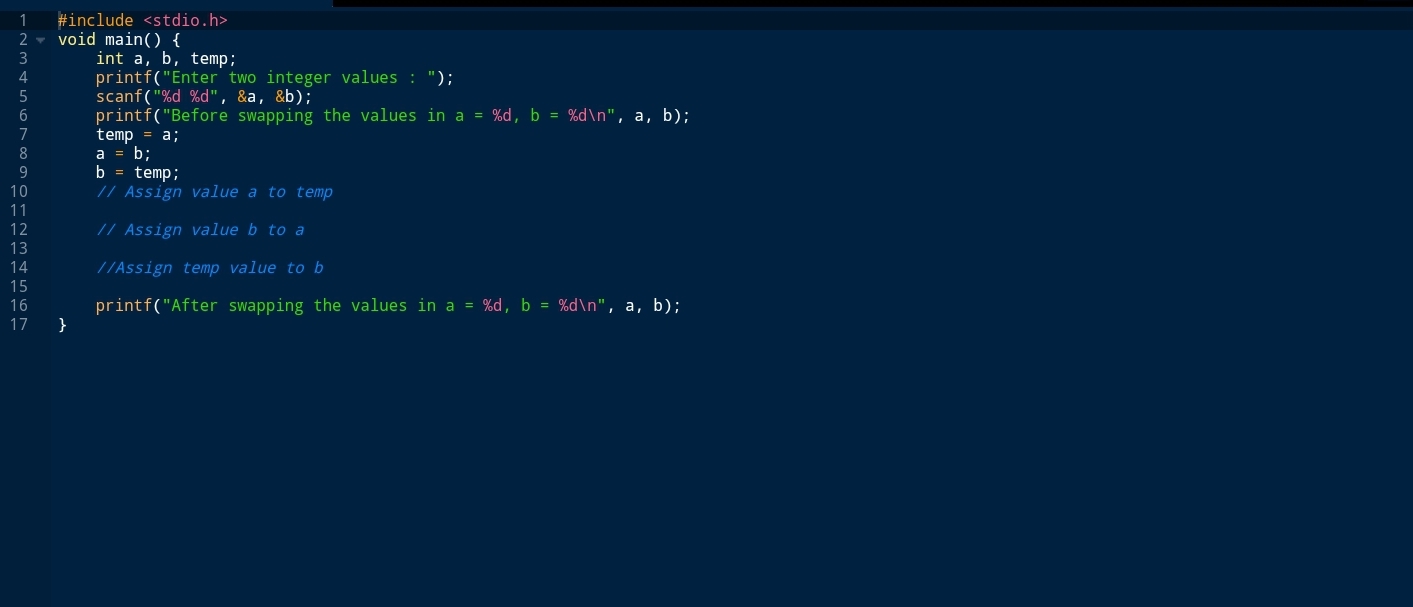 1 #include <stdio.h>
2 void main() {
3 int a, b, temp;
4 printf("Enter two integer values : ");
5 scanf("%d %d", &a, &b);
6 printf("Before swapping the values in a = %d, b = %d\n", a, b);
7 temp = a;
8 a = b;
9 b = temp;
10 // Assign value a to temp
11
12 // Assign value b to a
13
14 //Assign temp value to b
15
16 printf("After swapping the values in a = %d, b = %d\n", a, b);
17 }